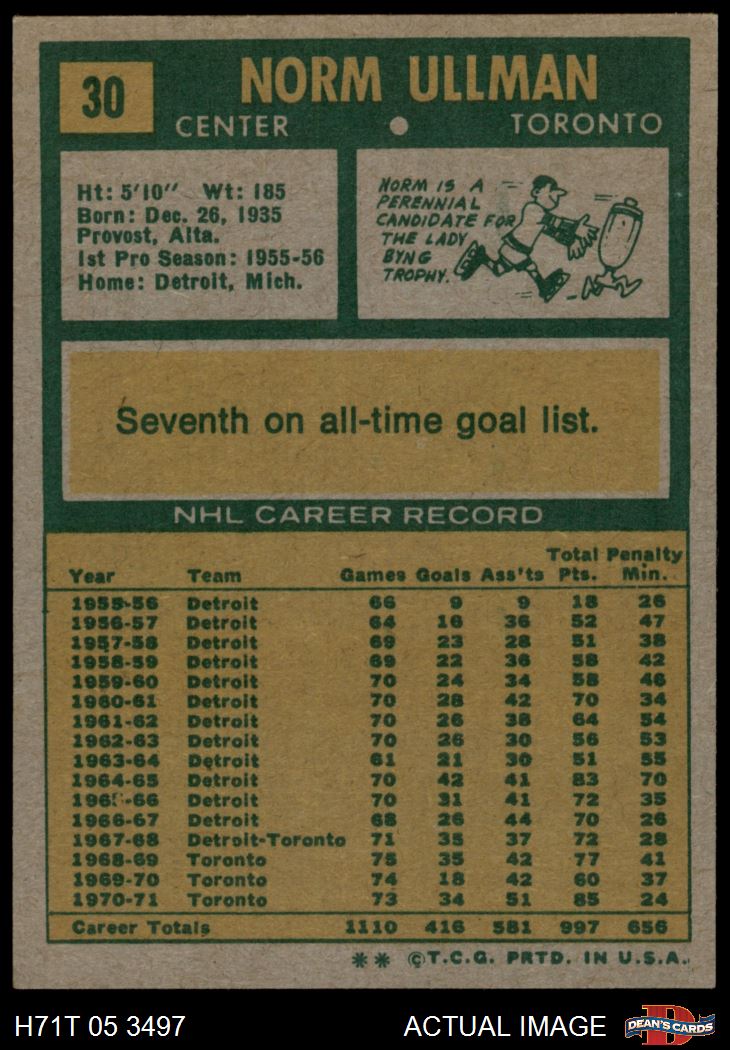 30
NORM ULLMAN
CENTER • TORONTO
Ht: 5'10" Wt: 185
Born: Dec. 26, 1935
Provost, Alta.
1st Pro Season: 1955-56
Home: Detroit, Mich.
NORM IS A
PERENNIAL
CANDIDATE FOR
THE LADY
BYNG
TROPHY.
Seventh on all-time goal list.
NHL CAREER RECORD
Total Penalty
Year Team Games Goals Ass'ts Pts. Min.
1955-56 Detroit 66 9 9 18 26
1956-57 Detroit 64 16 36 52 47
1957-58 Detroit 69 23 28 51 38
1958-59 Detroit 69 22 36 58 42
1959-60 Detroit 70 24 34 58 46
1960-61 Detroit 70 28 42 70 34
1961-62 Detroit 70 26 38 64 54
1962-63 Detroit 70 26 30 56 53
1963-64 Detroit 61 21 30 51 55
1964-65 Detroit 70 42 41 83 70
1965-66 Detroit 70 31 41 72 35
1966-67 Detroit 68 26 44 70 26
1967-68 Detroit-Toronto 71 35 37 72 28
1968-69 Toronto 75 35 42 77 41
1969-70 Toronto 74 18 42 60 37
1970-71 Toronto 73 34 51 85 24
Career Totals 1110 416 581 997 656
** ©T.C.G. PRTD. IN U.S.A.
H71T 05 3497 ACTUAL IMAGE
D
DEAN'S CARDS